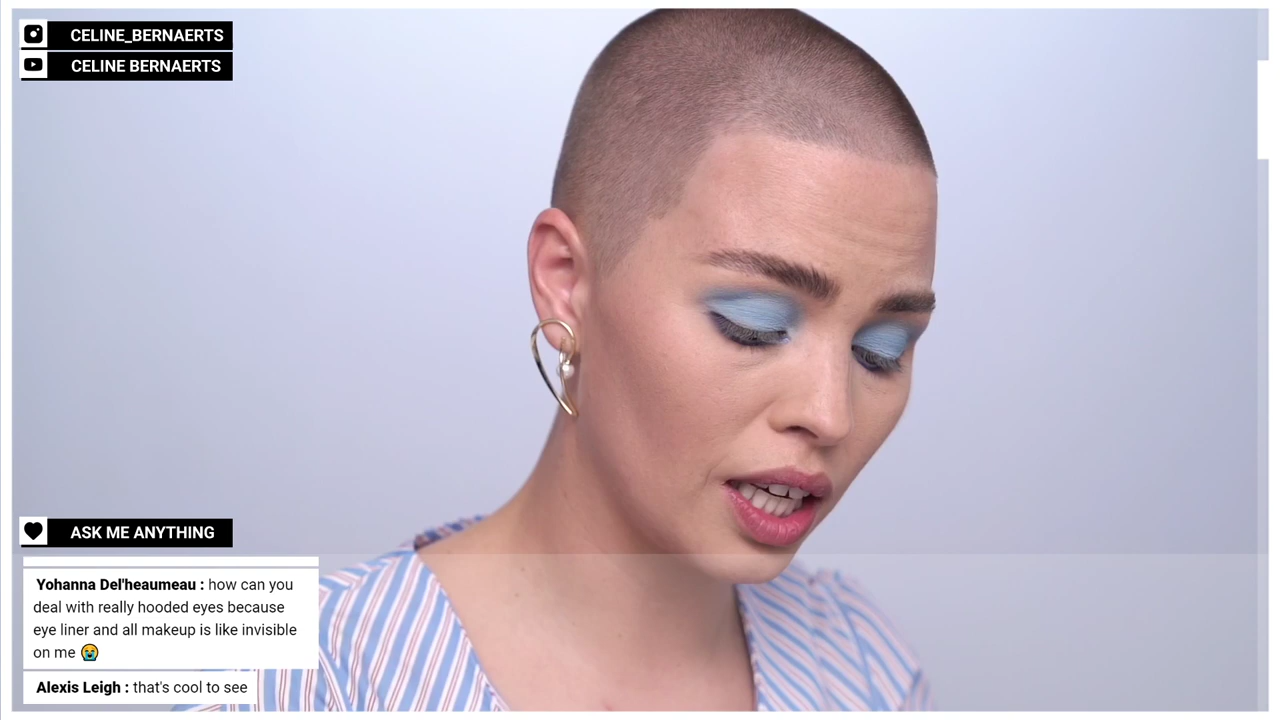 CELINE_BERNAERTS
CELINE BERNAERTS
ASK ME ANYTHING
Yohanna Del'heaumeau : how can you
deal with really hooded eyes because
eye liner and all makeup is like invisible
on me 😭
Alexis Leigh : that's cool to see